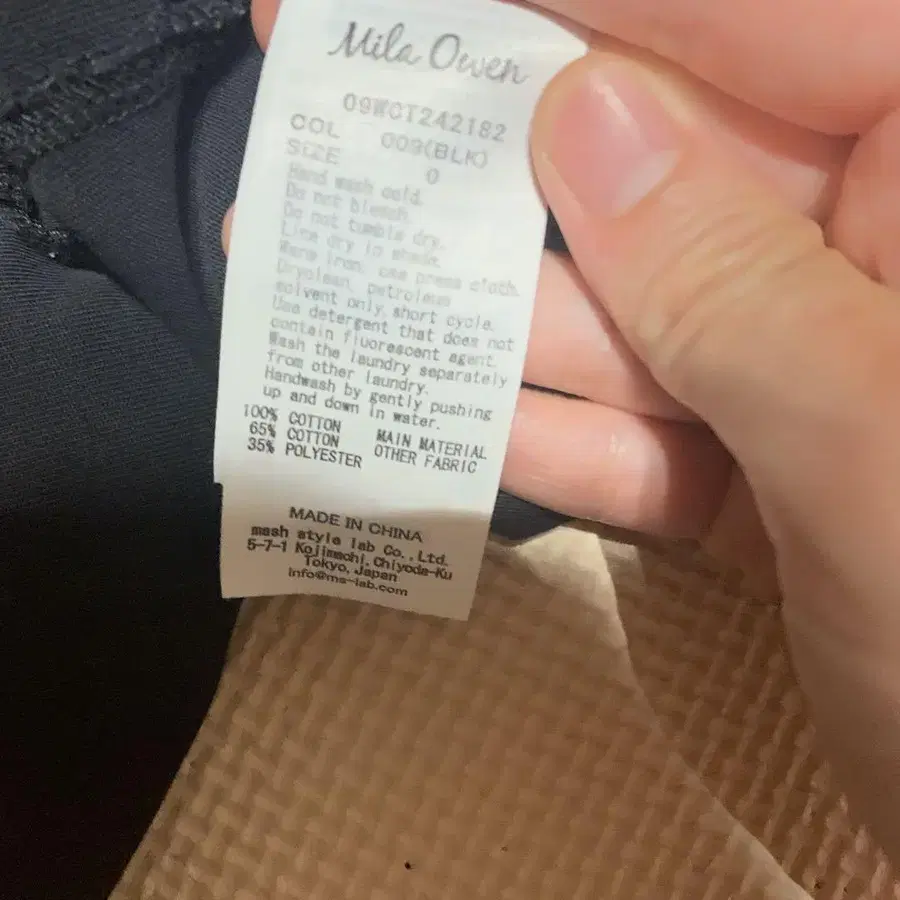 Mila Owen
09WCT242182
COL 009(BLK)
SIZE 0
Hand wash cold.
Do not bleach.
Do not tumble dry.
Line dry in shade.
Warm iron, use press cloth.
Dryclean, petroleum
solvent only, short cycle.
Use detergent that does not
contain fluorescent agent.
Wash the laundry separately
from other laundry.
Handwash by gently pushing
up and down in water.
100% COTTON MAIN MATERIAL
65% COTTON OTHER FABRIC
35% POLYESTER
MADE IN CHINA
mash style lab Co.,Ltd.
5-7-1 Kojimachi,Chiyoda-Ku
Tokyo,Japan
info@ms-lab.com